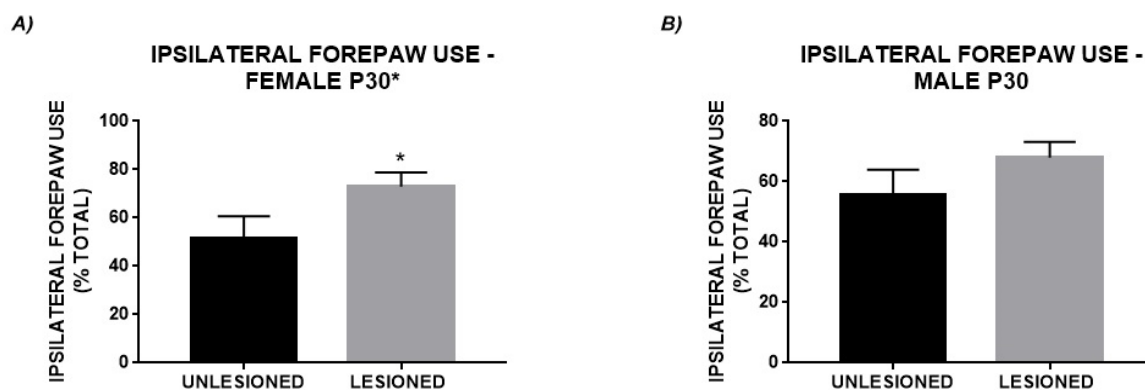 A)
IPSILATERAL FOREPAW USE -
FEMALE P30*
IPSILATERAL FOREPAW USE
(% TOTAL)
100
80
60
40
20
0
*
UNLESIONED
LESIONED
B)
IPSILATERAL FOREPAW USE -
MALE P30
IPSILATERAL FOREPAW USE
(% TOTAL)
80
60
40
20
0
UNLESIONED
LESIONED